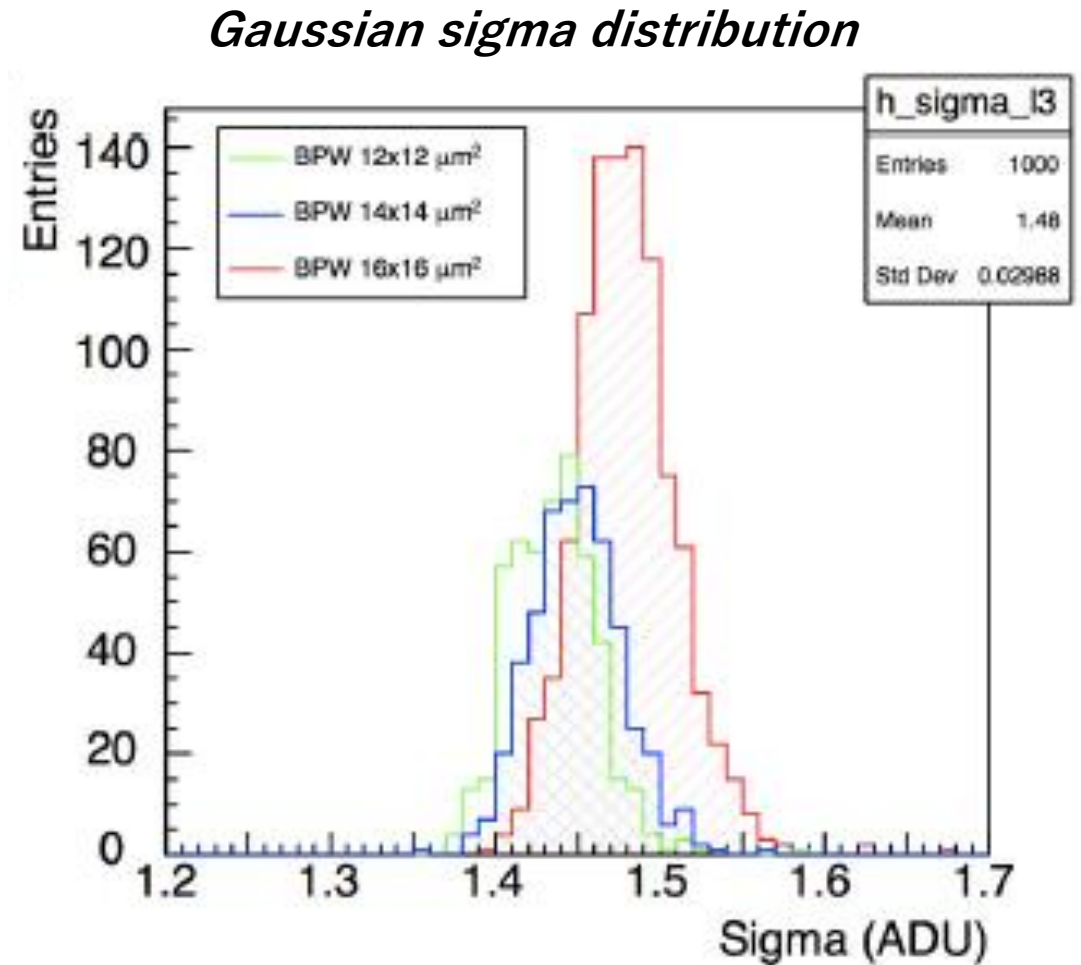 Gaussian sigma distribution
h_sigma_l3
Entries 1000
Mean 1.48
Std Dev 0.02988
BPW 12x12 μm²
BPW 14x14 μm²
BPW 16x16 μm²
Entries
140
120
100
80
60
40
20
0
1.2 1.3 1.4 1.5 1.6 1.7
Sigma (ADU)